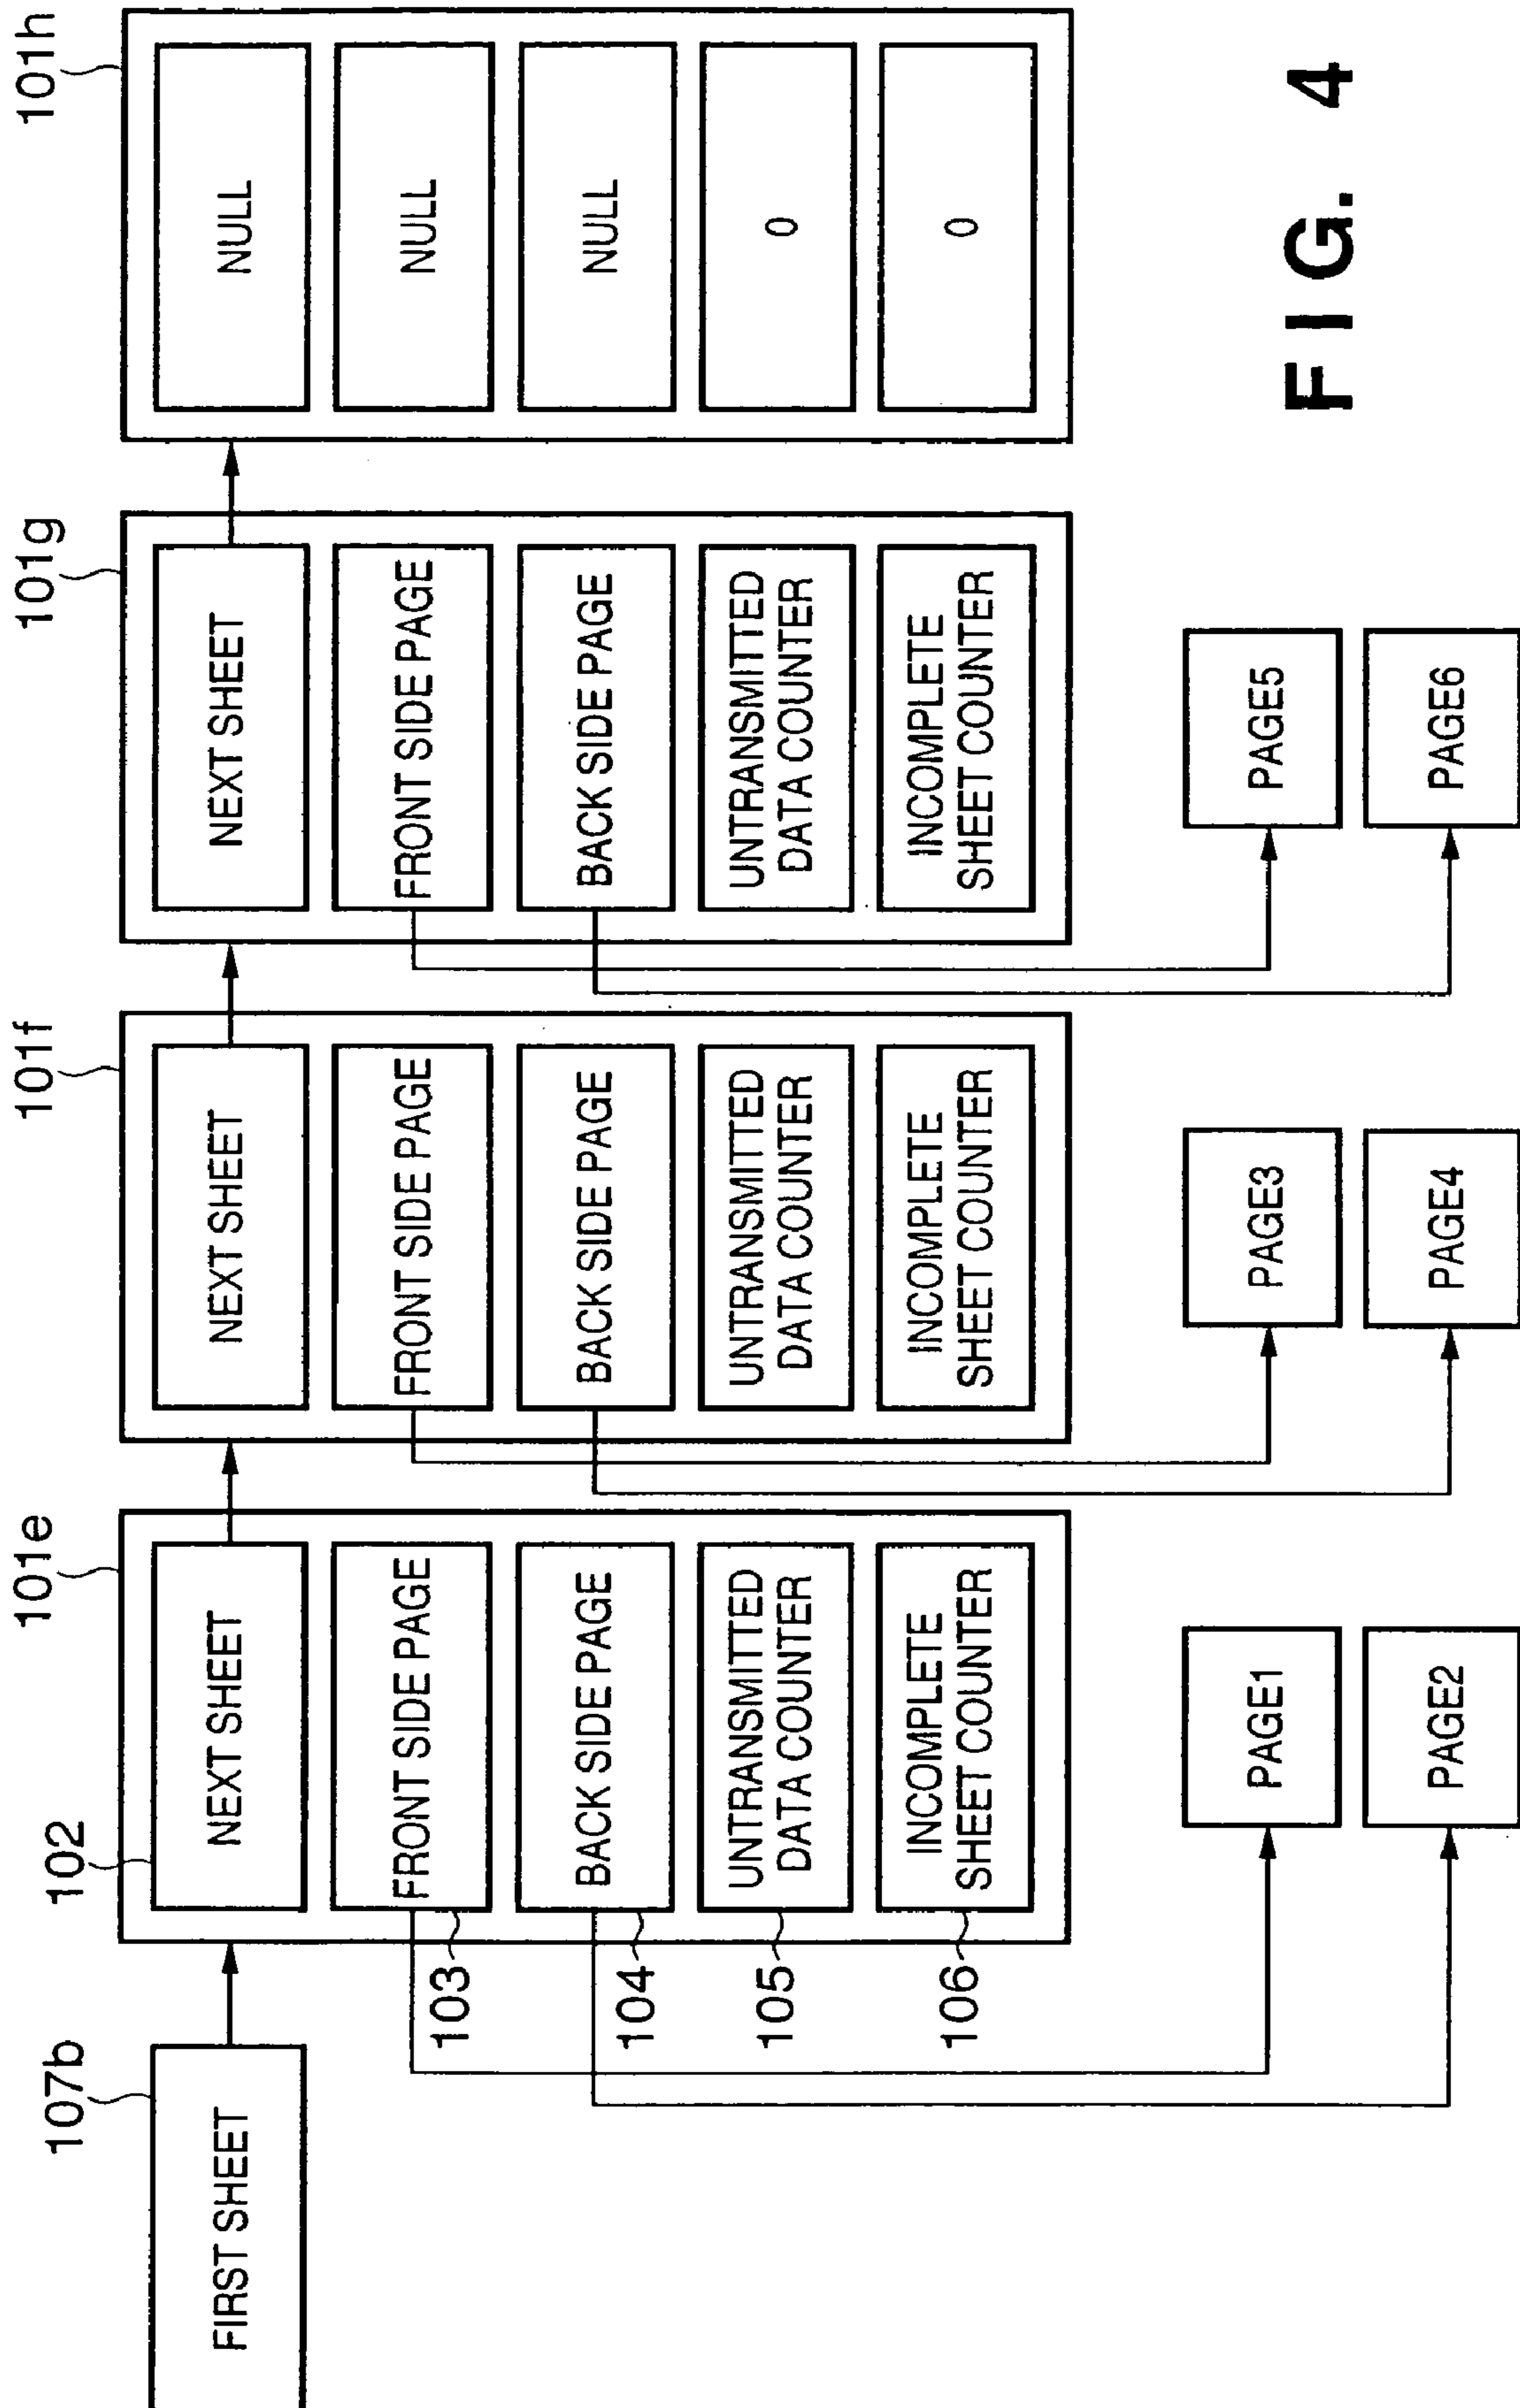 107b
FIRST SHEET
102
101e
NEXT SHEET
FRONT SIDE PAGE
BACK SIDE PAGE
UNTRANSMITTED
DATA COUNTER
INCOMPLETE
SHEET COUNTER
103
104
105
106
PAGE1
PAGE2
101f
NEXT SHEET
FRONT SIDE PAGE
BACK SIDE PAGE
UNTRANSMITTED
DATA COUNTER
INCOMPLETE
SHEET COUNTER
PAGE3
PAGE4
101g
NEXT SHEET
FRONT SIDE PAGE
BACK SIDE PAGE
UNTRANSMITTED
DATA COUNTER
INCOMPLETE
SHEET COUNTER
PAGE5
PAGE6
101h
NULL
NULL
NULL
0
0
FIG. 4